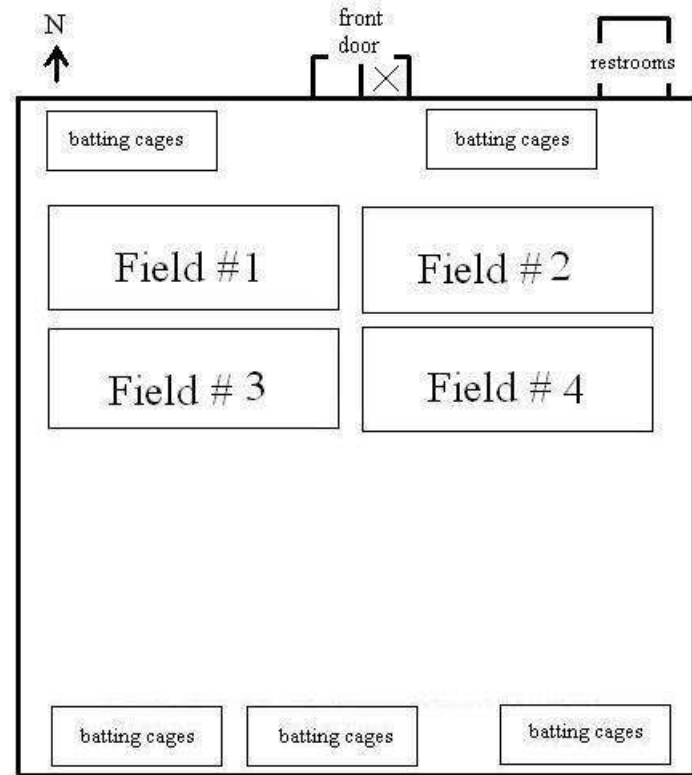 N
front
door
restrooms
batting cages
batting cages
Field #1
Field #2
Field # 3
Field # 4
batting cages
batting cages
batting cages